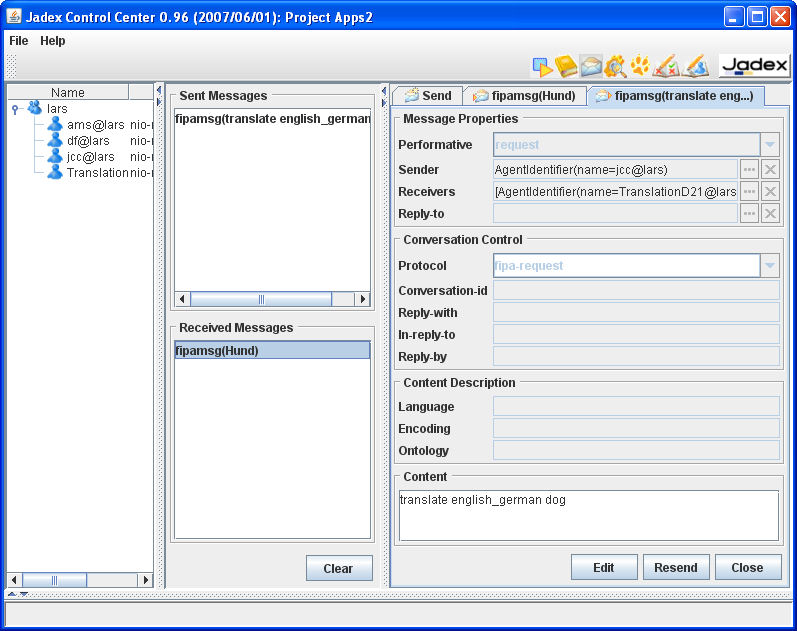 Jadex Control Center 0.96 (2007/06/01): Project Apps2
File Help
Jadex
Name
lars
ams@lars nio-r
df@lars nio-r
jcc@lars nio-r
Translation nio-r
Sent Messages
fipamsg(translate english_german
Received Messages
fipamsg(Hund)
Clear
Send fipamsg(Hund) fipamsg(translate eng...)
Message Properties
Performative request
Sender AgentIdentifier(name=jcc@lars) ...
Receivers [AgentIdentifier(name=TranslationD21@lars ...
Reply-to ...
Conversation Control
Protocol fipa-request
Conversation-id
Reply-with
In-reply-to
Reply-by
Content Description
Language
Encoding
Ontology
Content
translate english_german dog
Edit Resend Close